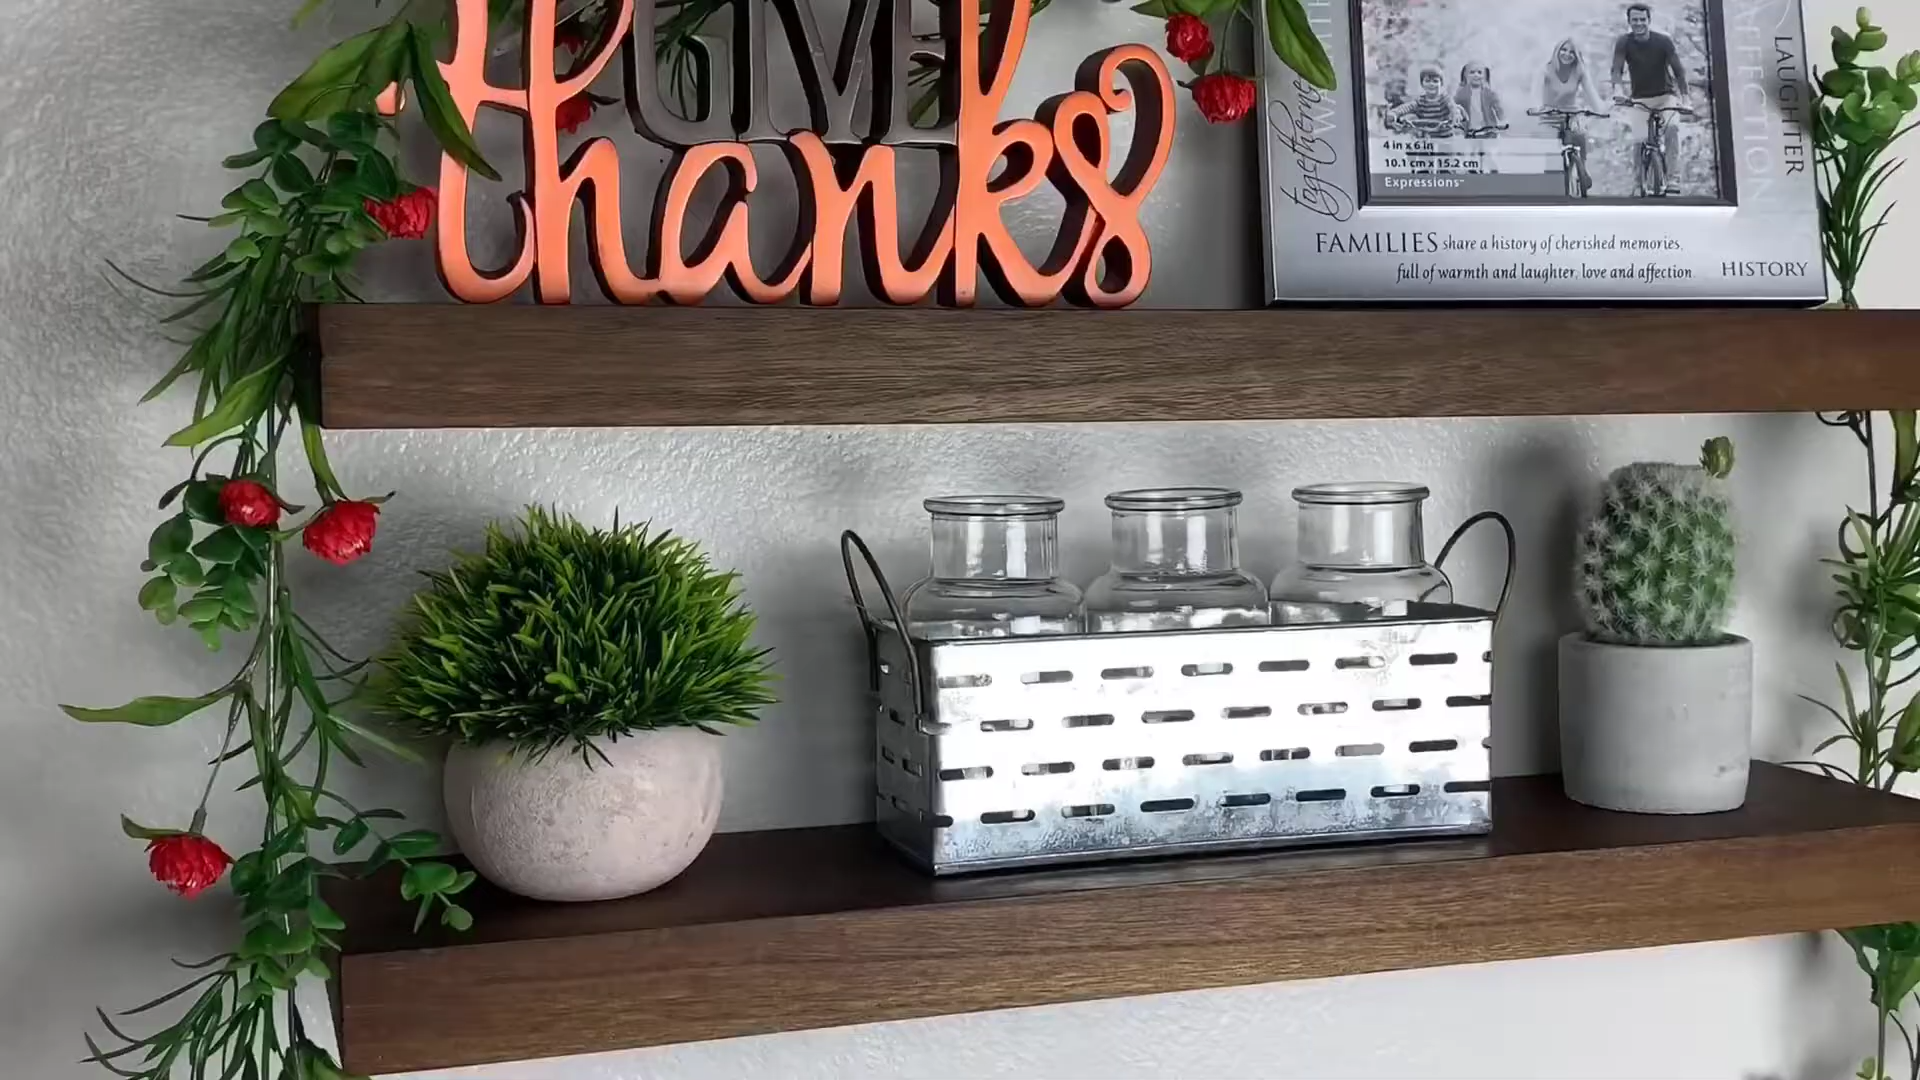 GIVE
thanks
together
AFFECTION
LAUGHTER
4 in x 6 in
10.1 cm x 15.2 cm
Expressions™
FAMILIES share a history of cherished memories,
full of warmth and laughter, love and affection.
HISTORY